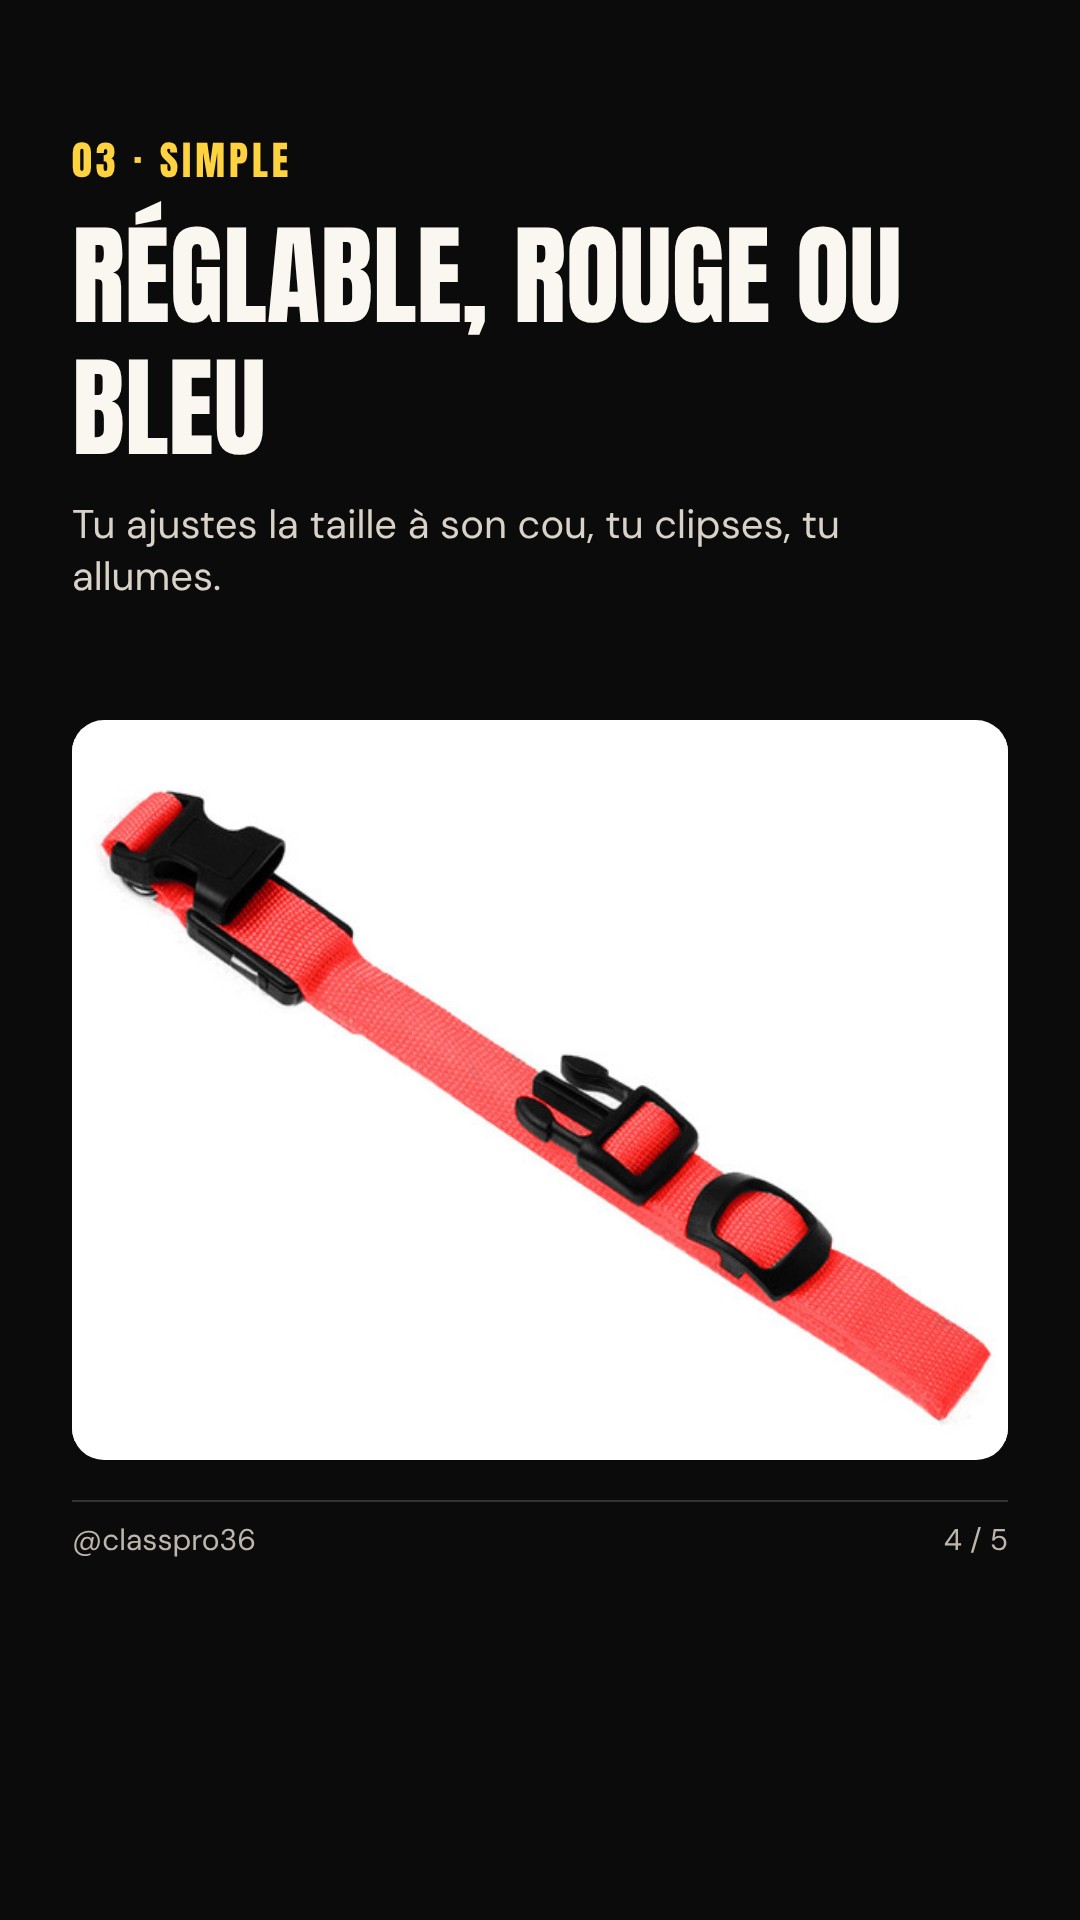 03 · SIMPLE
RÉGLABLE, ROUGE OU
BLEU
Tu ajustes la taille à son cou, tu clipses, tu
allumes.
@classpro36
4 / 5